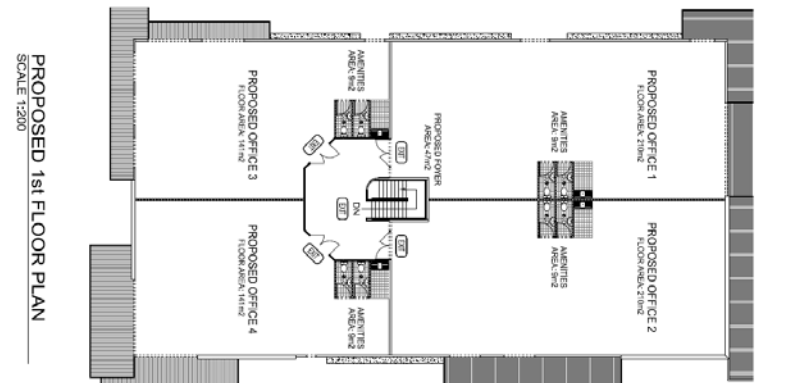 PROPOSED 1st FLOOR PLAN
SCALE 1:200
PROPOSED OFFICE 3
FLOOR AREA: 141m2
AMENITIES
AREA: 9m2
PROPOSED FOYER
AREA: 47m2
AMENITIES
AREA: 9m2
PROPOSED OFFICE 1
FLOOR AREA: 210m2
EXIT
EXIT
EXIT
DN
EXIT
EXIT
PROPOSED OFFICE 4
FLOOR AREA: 141m2
AMENITIES
AREA: 9m2
AMENITIES
AREA: 9m2
PROPOSED OFFICE 2
FLOOR AREA: 210m2